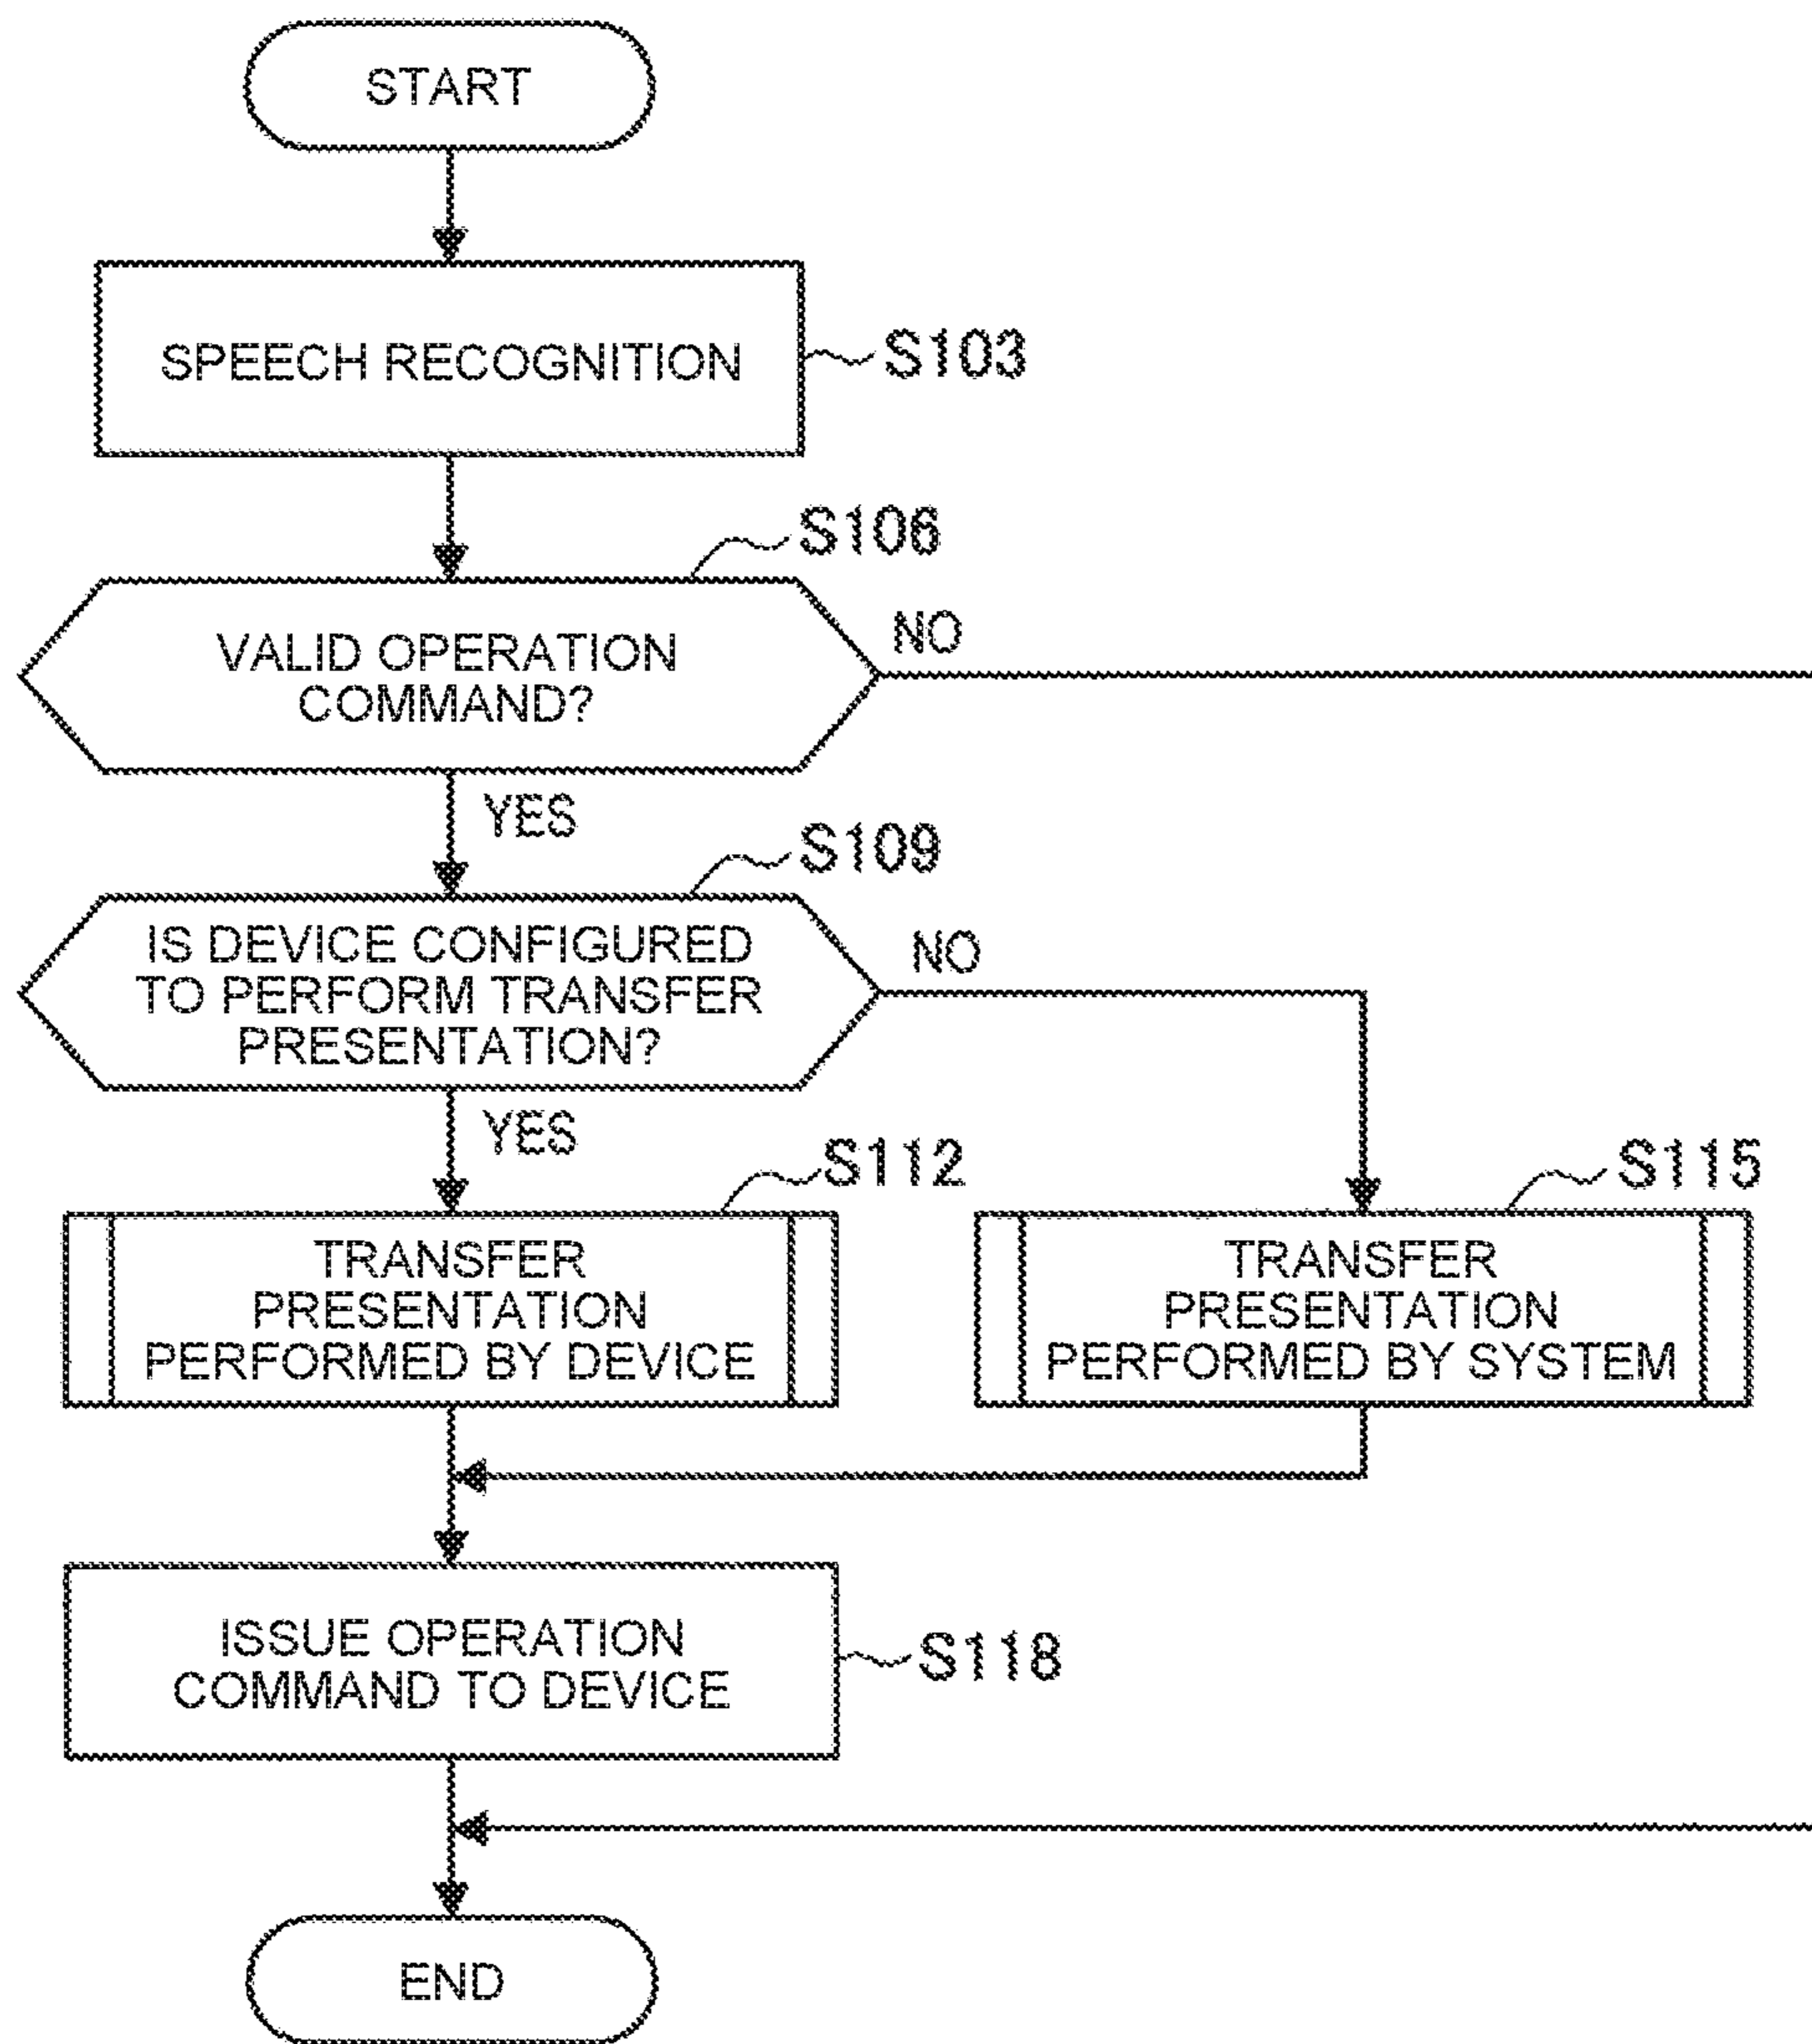 START
SPEECH RECOGNITION
S103
S106
VALID OPERATION
COMMAND?
NO
YES
S109
IS DEVICE CONFIGURED
TO PERFORM TRANSFER
PRESENTATION?
NO
YES
S112
TRANSFER
PRESENTATION
PERFORMED BY DEVICE
S115
TRANSFER
PRESENTATION
PERFORMED BY SYSTEM
ISSUE OPERATION
COMMAND TO DEVICE
S118
END